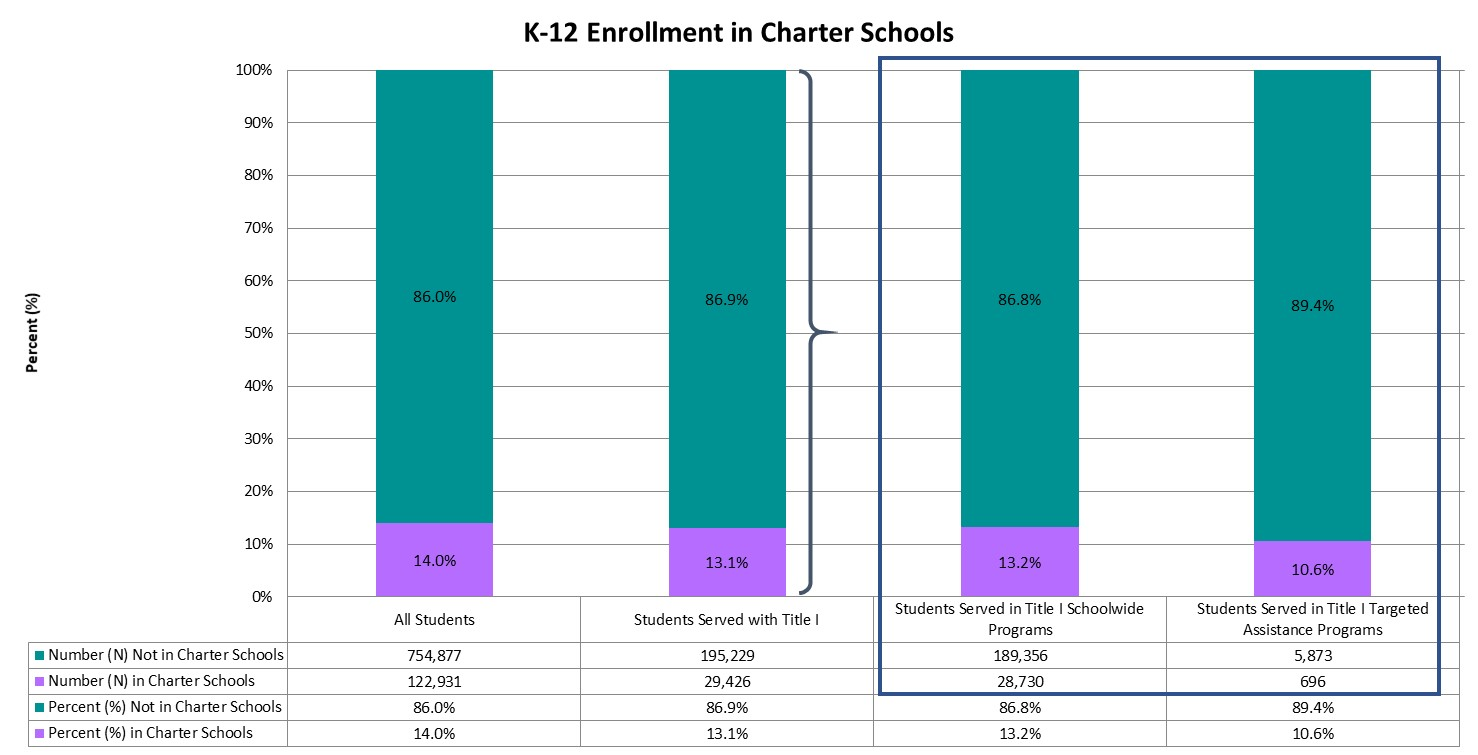 K-12 Enrollment in Charter Schools
Percent (%)
100%
90%
80%
70%
60%
50%
40%
30%
20%
10%
0%
86.0%
86.9%
86.8%
89.4%
14.0%
13.1%
13.2%
10.6%
All Students
Students Served with Title I
Students Served in Title I Schoolwide
Programs
Students Served in Title I Targeted
Assistance Programs
Number (N) Not in Charter Schools 754,877 195,229 189,356 5,873
Number (N) in Charter Schools 122,931 29,426 28,730 696
Percent (%) Not in Charter Schools 86.0% 86.9% 86.8% 89.4%
Percent (%) in Charter Schools 14.0% 13.1% 13.2% 10.6%